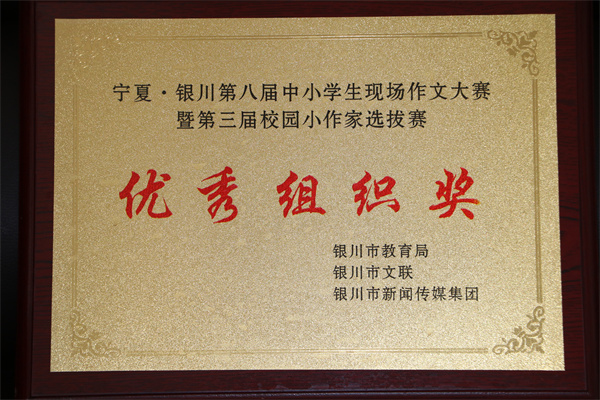 宁夏·银川第八届中小学生现场作文大赛
暨第三届校园小作家选拔赛
优秀组织奖
银川市教育局
银川市文联
银川市新闻传媒集团